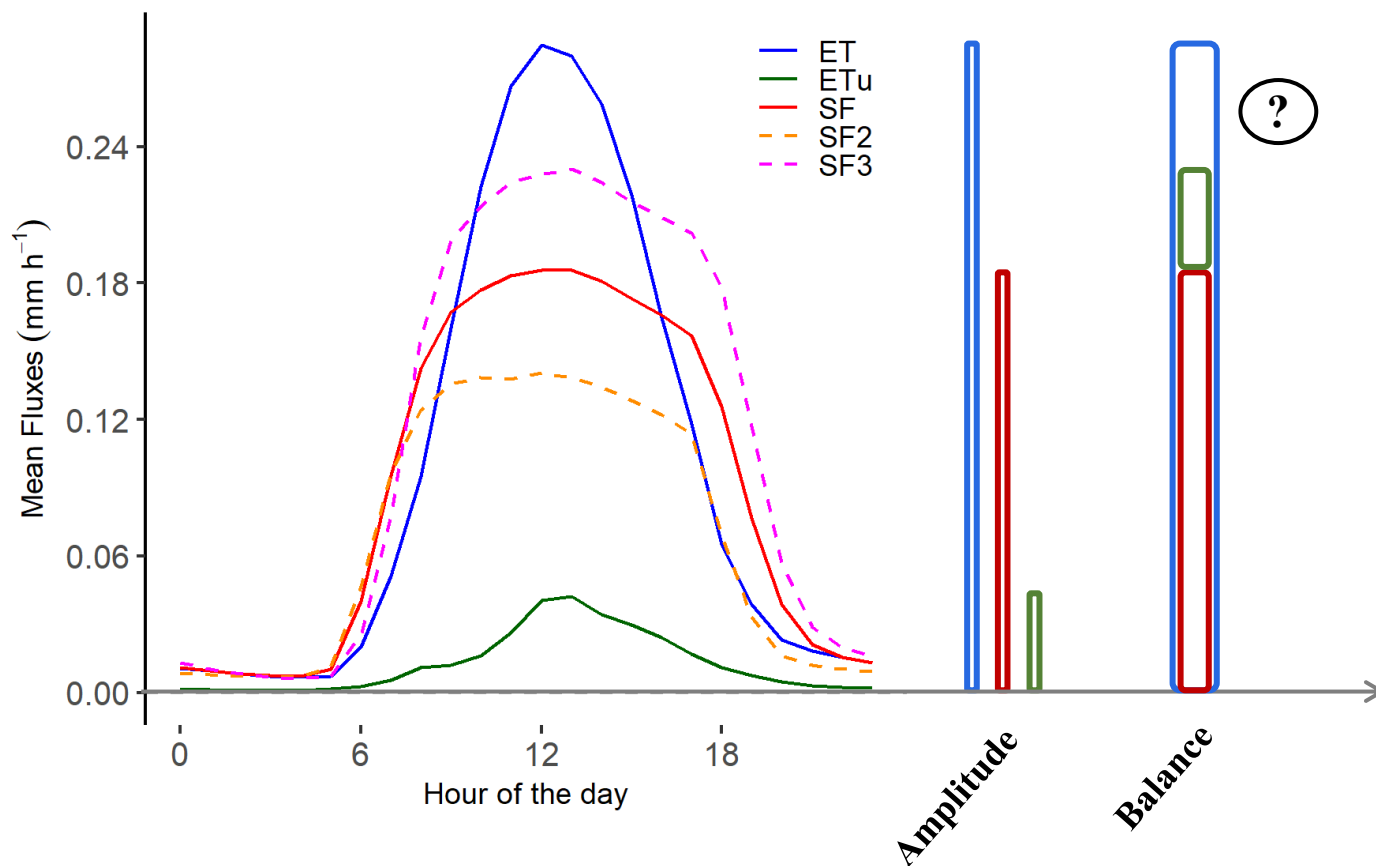 ET
ETu
SF
SF2
SF3
?
0.24
0.18
0.12
0.06
0.00
Mean Fluxes (mm h⁻¹)
0 6 12 18
Hour of the day
Amplitude
Balance